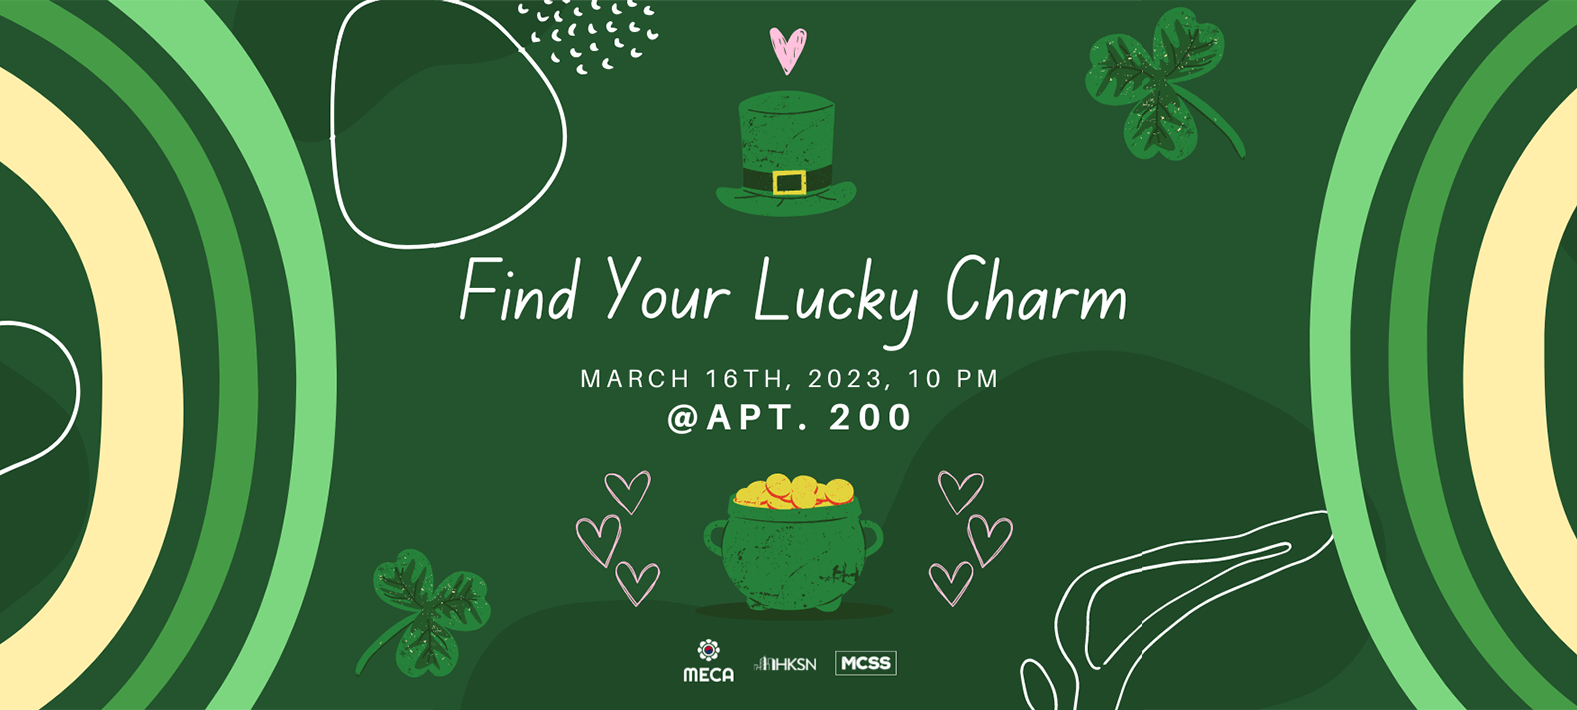 Find Your Lucky Charm
MARCH 16TH, 2023, 10 PM
@APT. 200
MECA
HKSN
MCSS